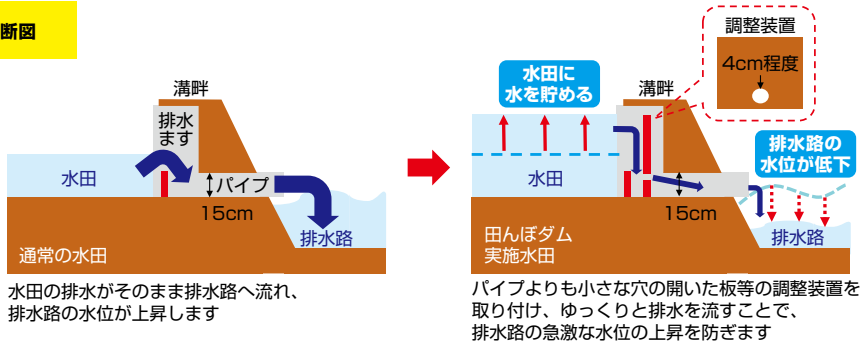 断図
溝畔
排水
ます
水田
パイプ
15cm
排水路
通常の水田
水田の排水がそのまま排水路へ流れ、
排水路の水位が上昇します
調整装置
4cm程度
水田に
水を貯める
溝畔
排水路の
水位が低下
水田
15cm
排水路
田んぼダム
実施水田
パイプよりも小さな穴の開いた板等の調整装置を
取り付け、ゆっくりと排水を流すことで、
排水路の急激な水位の上昇を防ぎます